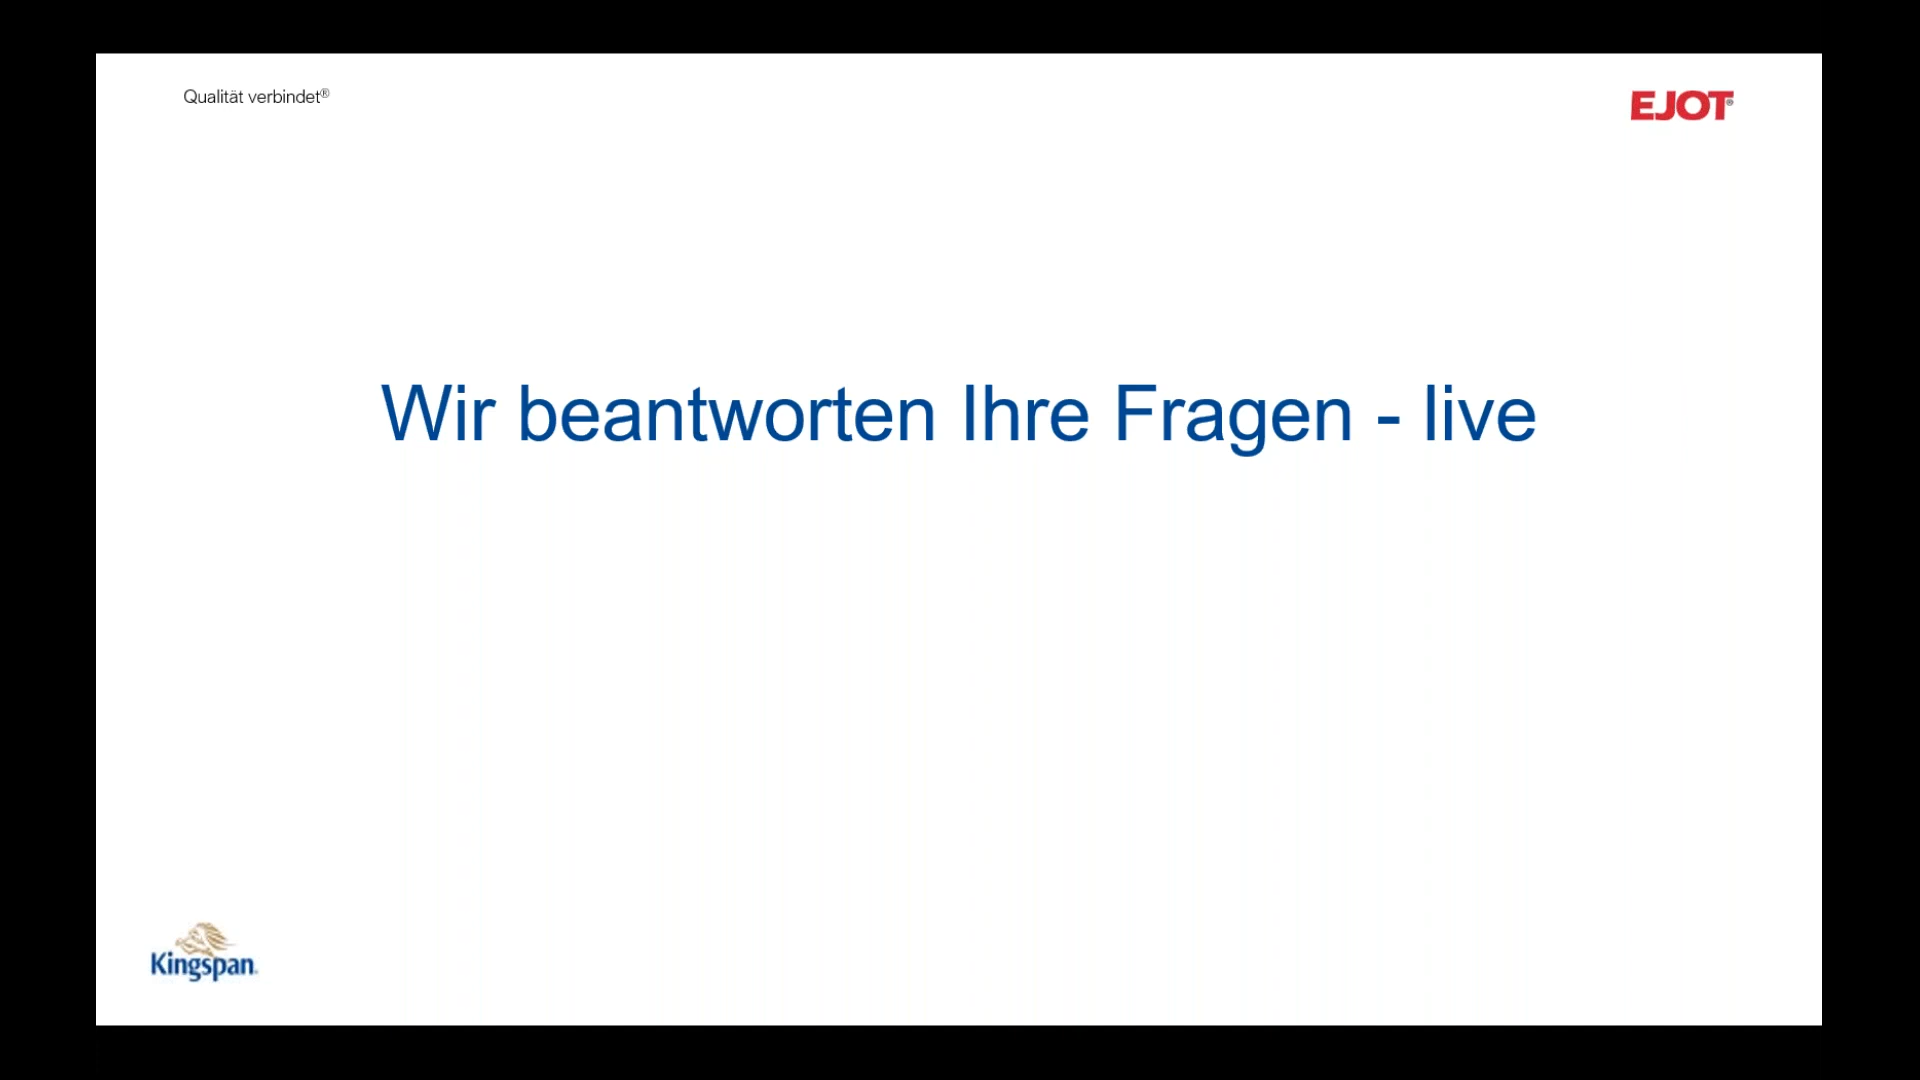 Qualität verbindet®
EJOT®
Wir beantworten Ihre Fragen - live
Kingspan